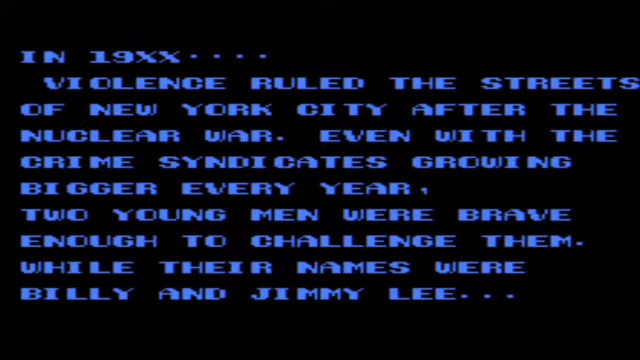 IN 19XX····
VIOLENCE RULED THE STREETS
OF NEW YORK CITY AFTER THE
NUCLEAR WAR. EVEN WITH THE
CRIME SYNDICATES GROWING
BIGGER EVERY YEAR,
TWO YOUNG MEN WERE BRAVE
ENOUGH TO CHALLENGE THEM.
WHILE THEIR NAMES WERE
BILLY AND JIMMY LEE...